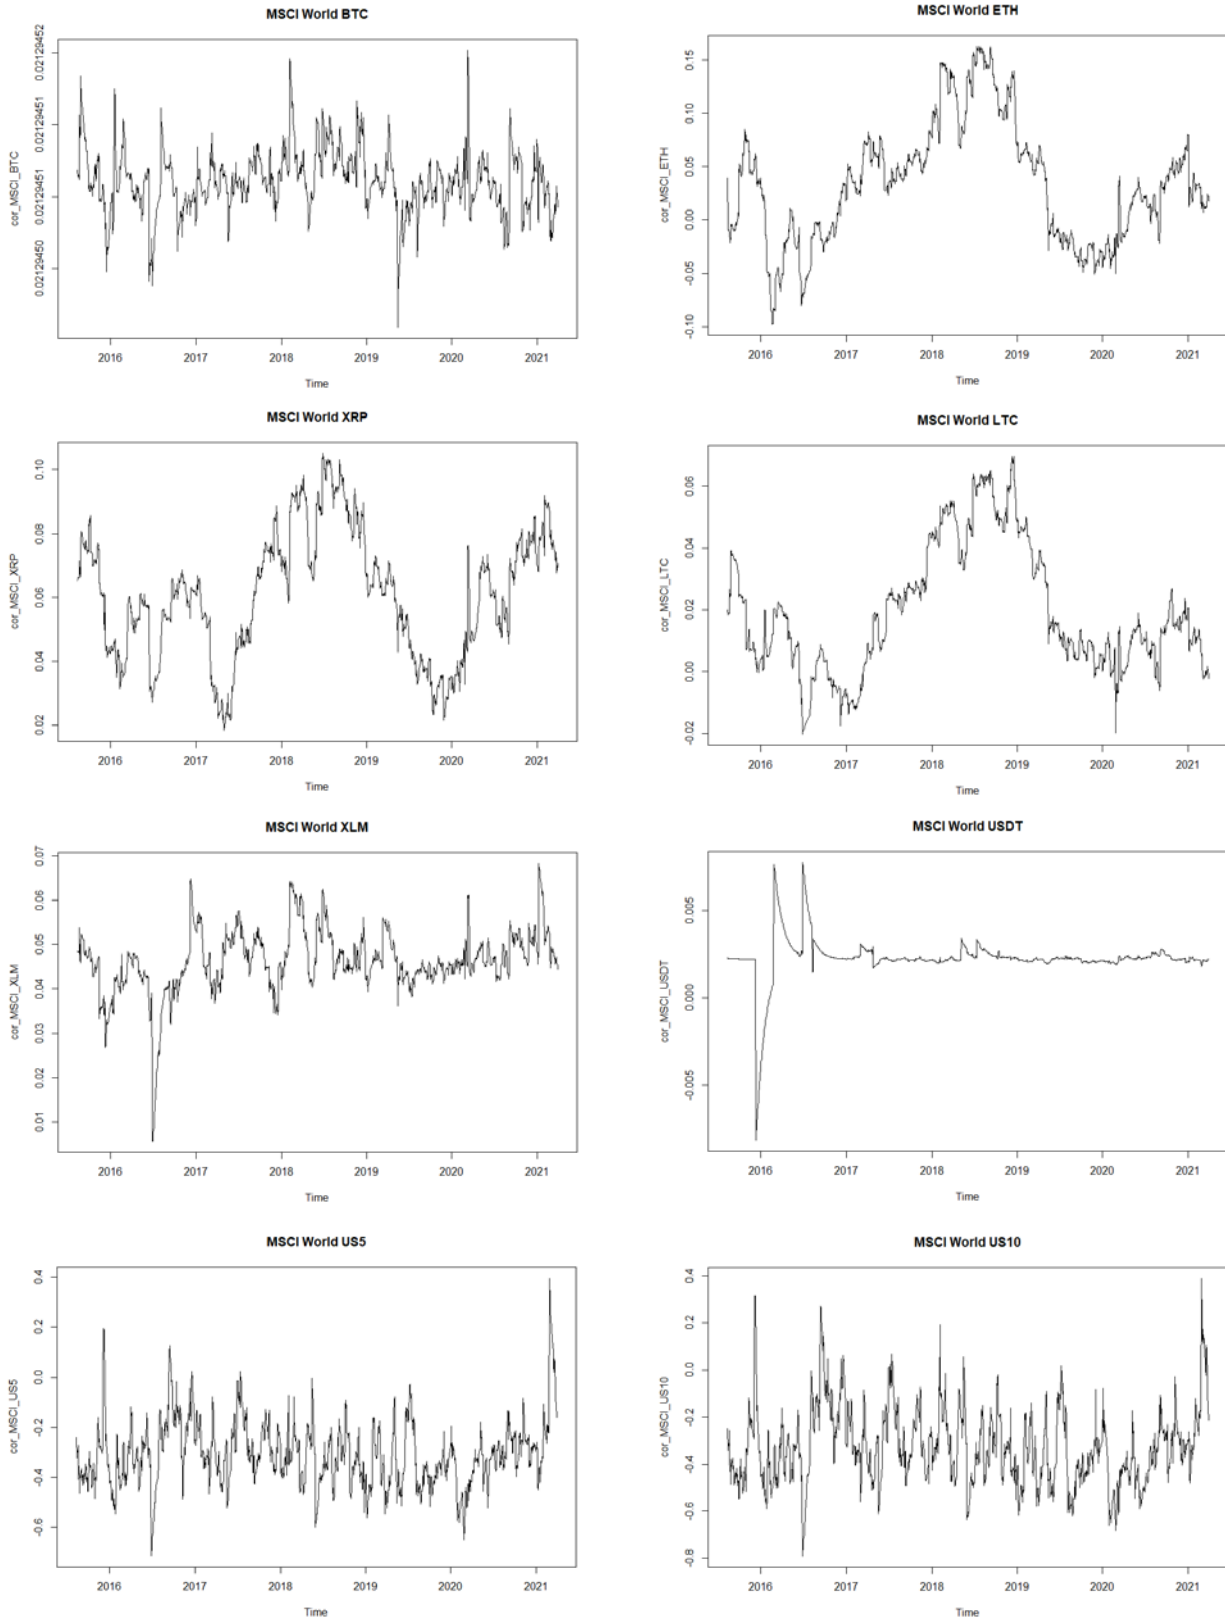 MSCI World BTC
cor_MSCI_BTC
0.02129452
0.02129451
0.02129451
0.02129450
2016 2017 2018 2019 2020 2021
Time
MSCI World ETH
cor_MSCI_ETH
0.15
0.10
0.05
0.00
-0.05
-0.10
2016 2017 2018 2019 2020 2021
Time
MSCI World XRP
cor_MSCI_XRP
0.10
0.08
0.06
0.04
0.02
2016 2017 2018 2019 2020 2021
Time
MSCI World LTC
cor_MSCI_LTC
0.06
0.04
0.02
0.00
-0.02
2016 2017 2018 2019 2020 2021
Time
MSCI World XLM
cor_MSCI_XLM
0.07
0.06
0.05
0.04
0.03
0.02
0.01
2016 2017 2018 2019 2020 2021
Time
MSCI World USDT
cor_MSCI_USDT
0.005
0.000
-0.005
2016 2017 2018 2019 2020 2021
Time
MSCI World US5
cor_MSCI_US5
0.4
0.2
0.0
-0.2
-0.4
-0.6
2016 2017 2018 2019 2020 2021
Time
MSCI World US10
cor_MSCI_US10
0.4
0.2
0.0
-0.2
-0.4
-0.6
-0.8
2016 2017 2018 2019 2020 2021
Time